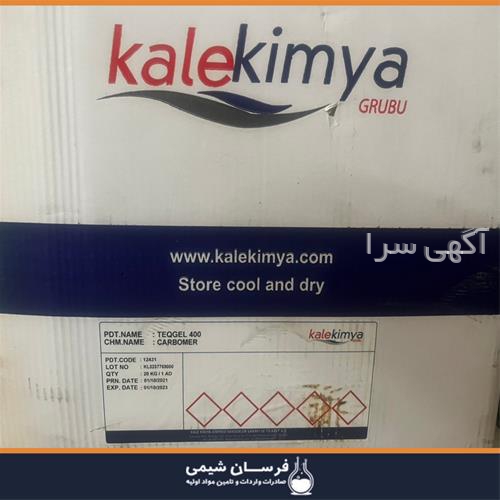 kalekimya
GRUBU
آگهی سرا
www.kalekimya.com
Store cool and dry
PDT.NAME : TEQGEL 400
CHM.NAME : CARBOMER
kalekimya
PDT.CODE : 12431
QTY : 20 KG / 1 AD
PRN. DATE : 01/10/2021
EXP. DATE : 01/10/2023
فرسان شیمی
صادرات واردات و تامین مواد اولیه